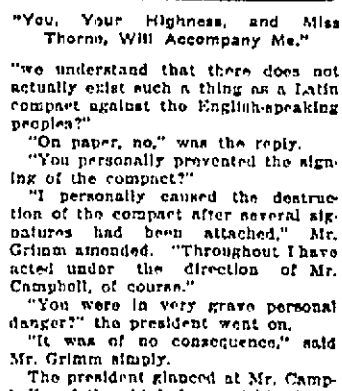 "You, Your Highness, and Miss
Thorne, Will Accompany Me."
"we understand that there does not
actually exist such a thing as a Latin
compact against the English-speaking
peoples?"
"On paper, no," was the reply.
"You personally prevented the sign-
ing of the compact?"
"I personally caused the destruc-
tion of the compact after several sig-
natures had been attached," Mr.
Grimm amended. "Throughout I have
acted under the direction of Mr.
Campbell, of course."
"You were in very grave personal
danger?" the president went on.
"It was of no consequence," said
Mr. Grimm simply.
The president glanced at Mr. Camp-